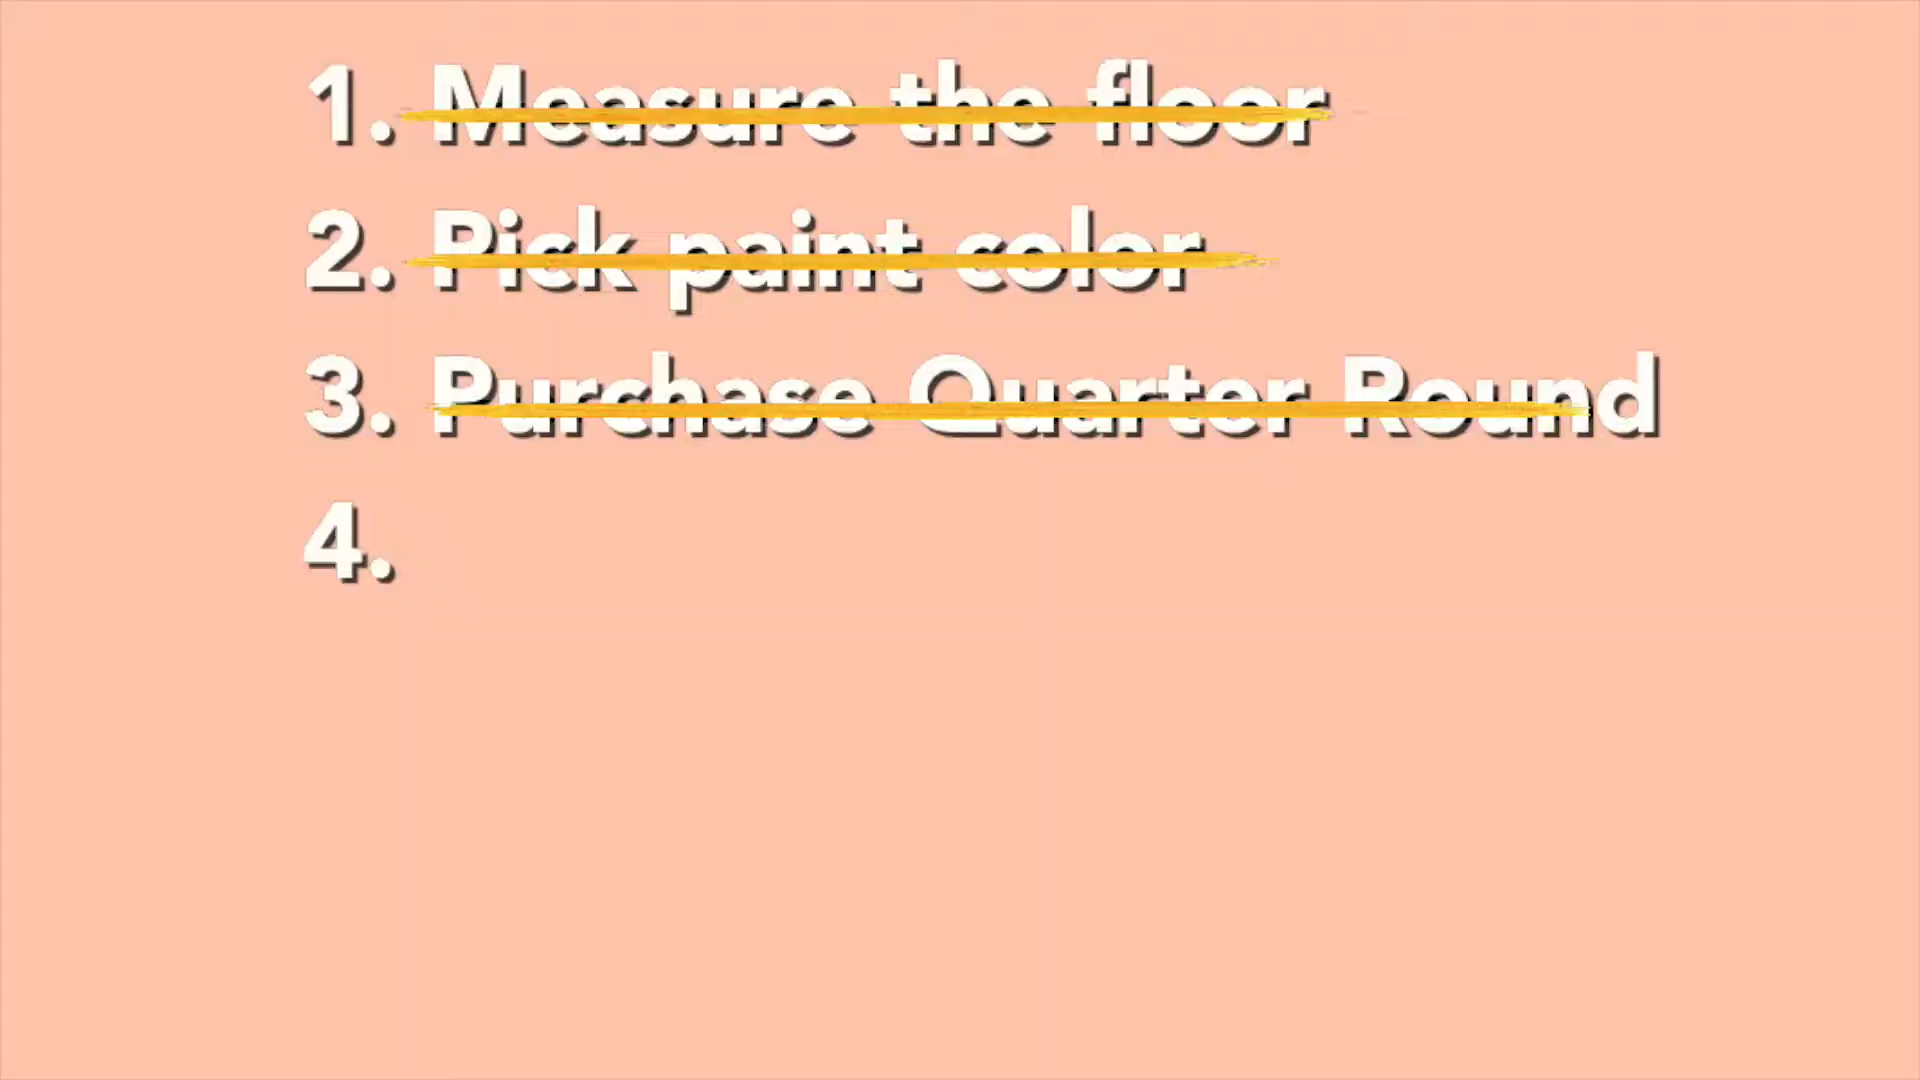 1. Measure the floor
2. Pick paint color
3. Purchase Quarter Round
4.